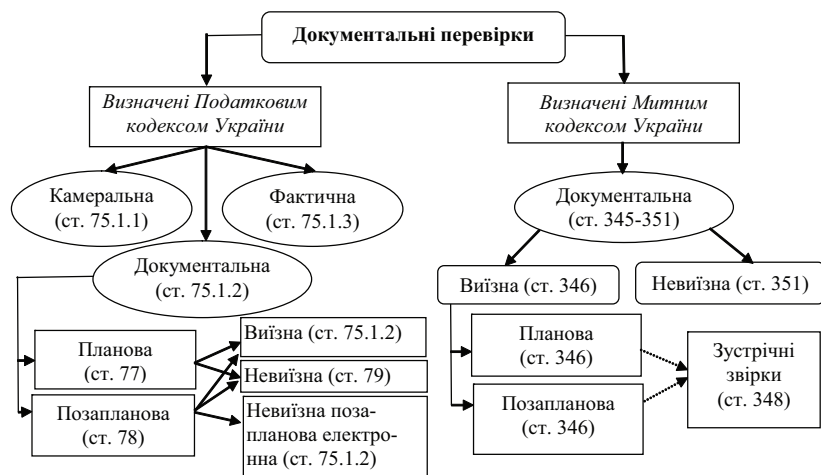 Документальні перевірки
Визначені Податковим
кодексом України
Визначені Митним
кодексом України
Камеральна
(ст. 75.1.1)
Фактична
(ст. 75.1.3)
Документальна
(ст. 75.1.2)
Документальна
(ст. 345-351)
Виїзна (ст. 346)
Невиїзна (ст. 351)
Планова
(ст. 77)
Позапланова
(ст. 78)
Виїзна (ст. 75.1.2)
Невиїзна (ст. 79)
Невиїзна поза-
планова електро-
нна (ст. 75.1.2)
Планова
(ст. 346)
Позапланова
(ст. 346)
Зустрічні
звірки
(ст. 348)